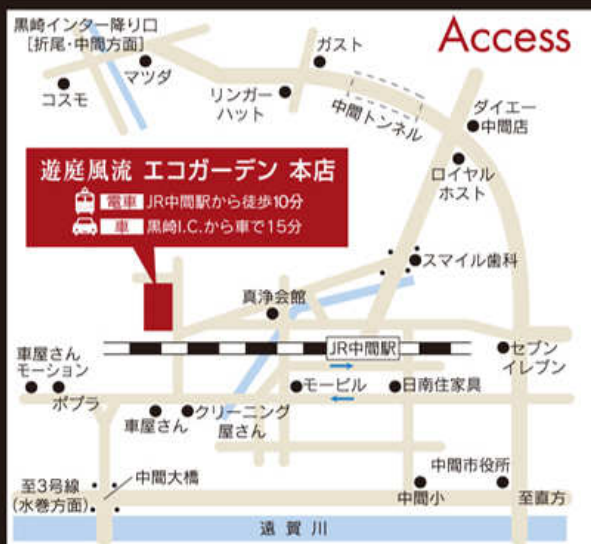 Access
黒崎インター降り口
[折尾・中間方面]
コスモ
マツダ
リンガー
ハット
ガスト
中間トンネル
ダイエー
中間店
ロイヤル
ホスト
遊庭風流 エコガーデン 本店
電車 JR中間駅から徒歩10分
車 黒崎I.C.から車で15分
スマイル歯科
真浄会館
JR中間駅
セブン
イレブン
車屋さん
モーション
ポプラ
車屋さん
クリーニング
屋さん
モービル
日南住家具
至3号線
(水巻方面)
中間大橋
中間小
中間市役所
至直方
遠賀川